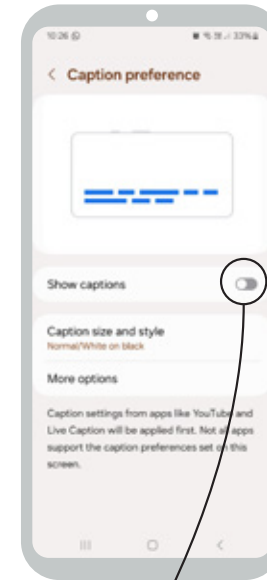 10:26
33%
< Caption preference
Show captions
Caption size and style
Normal/White on black
More options
Caption settings from apps like YouTube and
Live Caption will be applied first. Not all apps
support the caption preferences set on this
screen.